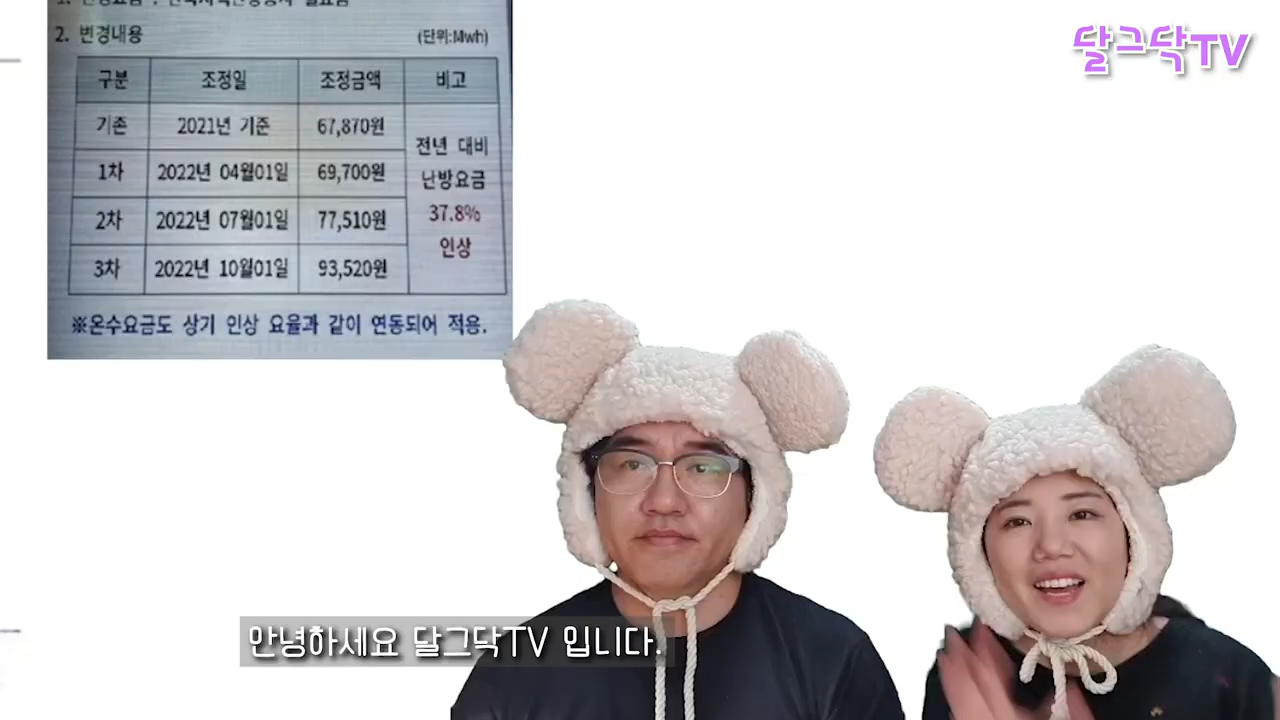 2. 변경내용
(단위:Mwh)
구분 조정일 조정금액 비고
기존 2021년 기준 67,870원
1차 2022년 04월01일 69,700원
2차 2022년 07월01일 77,510원
3차 2022년 10월01일 93,520원
전년 대비
난방요금
37.8%
인상
※온수요금도 상기 인상 요율과 같이 연동되어 적용.
달그닥TV
안녕하세요 달그닥TV 입니다.